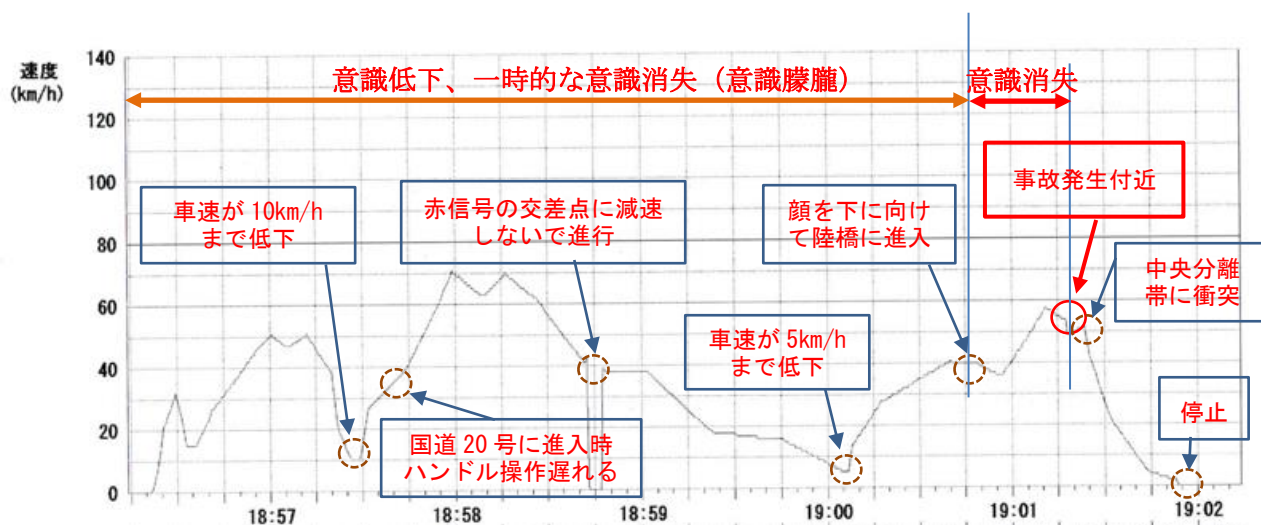 速度
(km/h)
140
120
100
80
60
40
20
0
意識低下、一時的な意識消失（意識朦朧）
意識消失
車速が 10km/h
まで低下
赤信号の交差点に減速
しないで進行
顔を下に向け
て陸橋に進入
事故発生付近
中央分離
帯に衝突
車速が 5km/h
まで低下
国道 20 号に進入時
ハンドル操作遅れる
停止
18:57
18:58
18:59
19:00
19:01
19:02